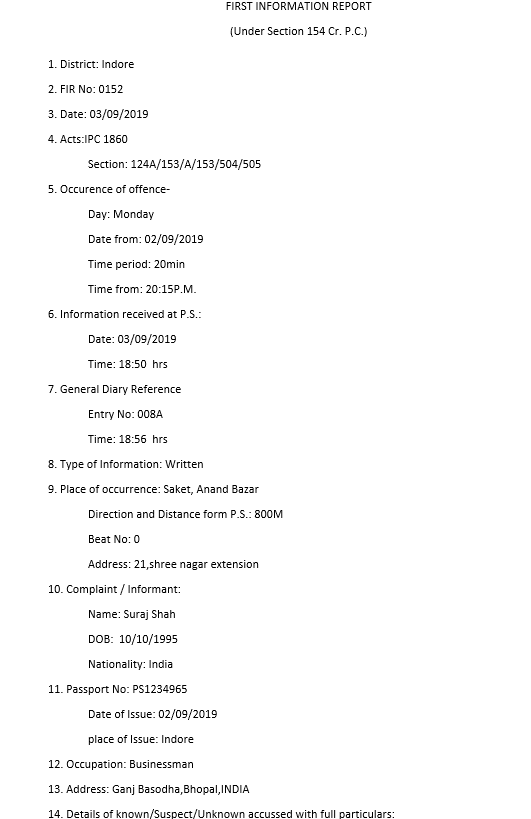 FIRST INFORMATION REPORT
(Under Section 154 Cr. P.C.)
1. District: Indore
2. FIR No: 0152
3. Date: 03/09/2019
4. Acts:IPC 1860
Section: 124A/153/A/153/504/505
5. Occurence of offence-
Day: Monday
Date from: 02/09/2019
Time period: 20min
Time from: 20:15P.M.
6. Information received at P.S.:
Date: 03/09/2019
Time: 18:50 hrs
7. General Diary Reference
Entry No: 008A
Time: 18:56 hrs
8. Type of Information: Written
9. Place of occurrence: Saket, Anand Bazar
Direction and Distance form P.S.: 800M
Beat No: 0
Address: 21,shree nagar extension
10. Complaint / Informant:
Name: Suraj Shah
DOB: 10/10/1995
Nationality: India
11. Passport No: PS1234965
Date of Issue: 02/09/2019
place of Issue: Indore
12. Occupation: Businessman
13. Address: Ganj Basodha,Bhopal,INDIA
14. Details of known/Suspect/Unknown accussed with full particulars: